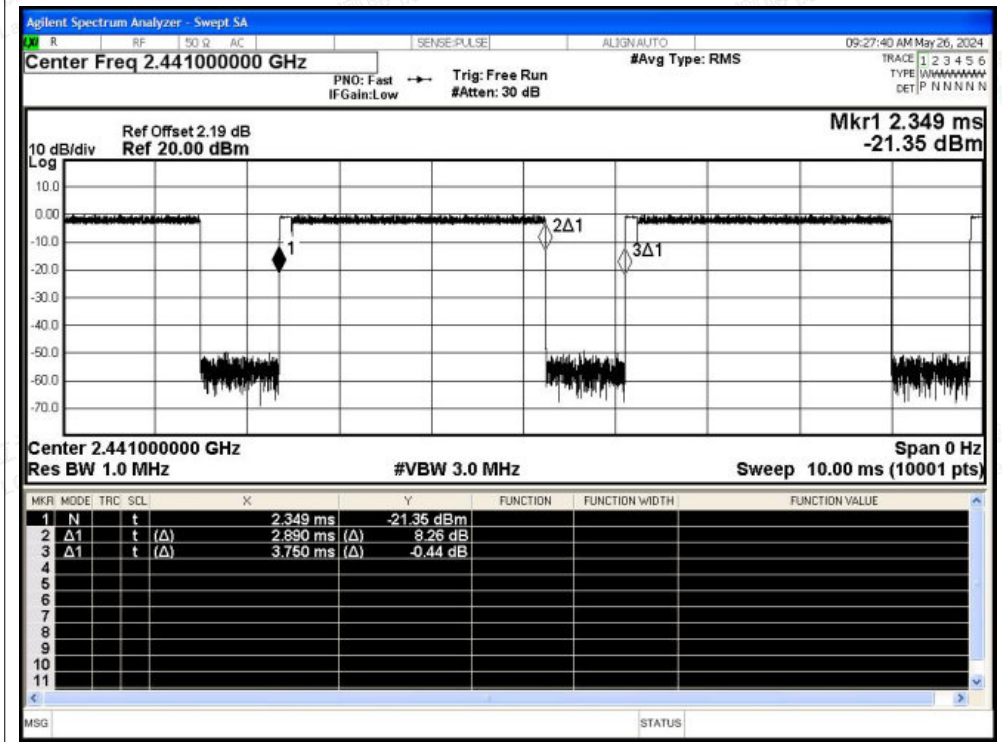 Agilent Spectrum Analyzer - Swept SA
LXI R RF 50 Ω AC SENSE:PULSE ALIGNAUTO 09:27:40 AM May 26, 2024
Center Freq 2.441000000 GHz #Avg Type: RMS TRACE 1 2 3 4 5 6
PNO: Fast Trig: Free Run TYPE WWWWWW
IFGain:Low #Atten: 30 dB DET P N N N N N
Mkr1 2.349 ms
Ref Offset 2.19 dB
10 dB/div Ref 20.00 dBm -21.35 dBm
Log
10.0
0.00
2Δ1
-10.0
1
3Δ1
-20.0
-30.0
-40.0
-50.0
-60.0
-70.0
Center 2.441000000 GHz Span 0 Hz
Res BW 1.0 MHz #VBW 3.0 MHz Sweep 10.00 ms (10001 pts)
MKR MODE TRC SCL X Y FUNCTION FUNCTION WIDTH FUNCTION VALUE
1 N t 2.349 ms -21.35 dBm
2 Δ1 t (Δ) 2.890 ms (Δ) 8.26 dB
3 Δ1 t (Δ) 3.750 ms (Δ) -0.44 dB
4
5
6
7
8
9
10
11
MSG STATUS